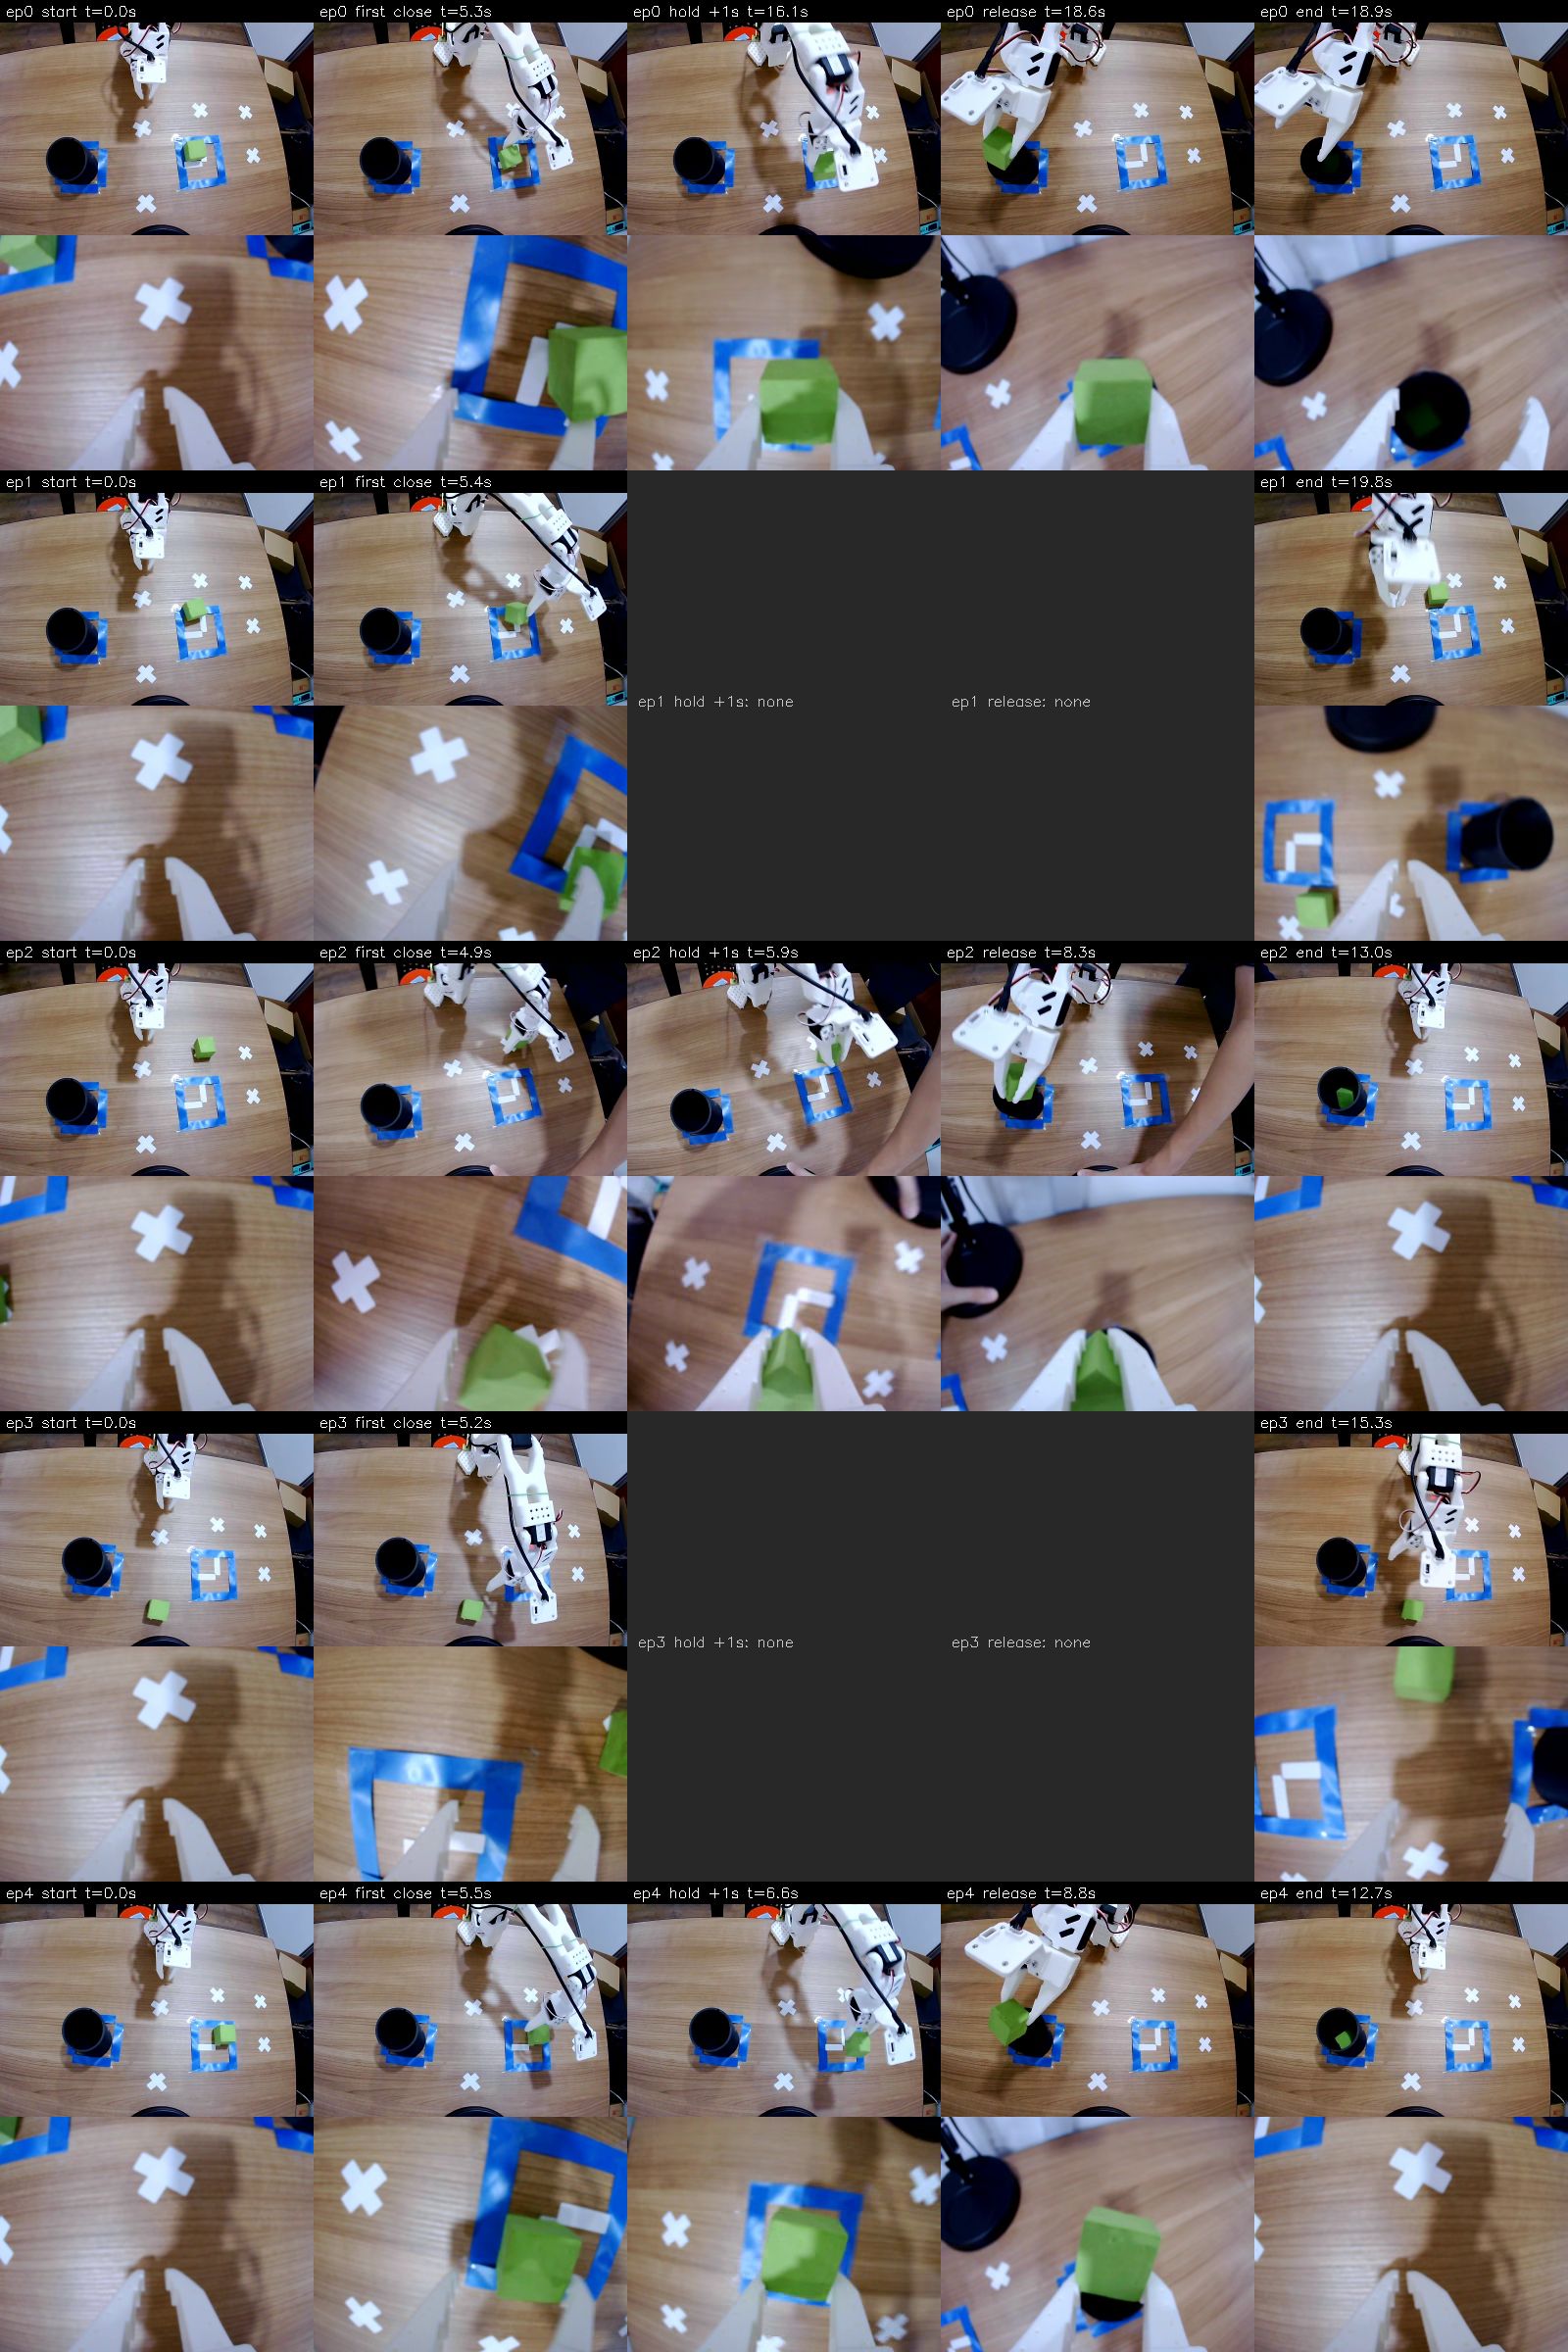 ep0 start t=0.0s
ep0 first close t=5.3s
ep0 hold +1s t=16.1s
ep0 release t=18.6s
ep0 end t=18.9s
ep1 start t=0.0s
ep1 first close t=5.4s
ep1 end t=19.8s
ep1 hold +1s: none
ep1 release: none
ep2 start t=0.0s
ep2 first close t=4.9s
ep2 hold +1s t=5.9s
ep2 release t=8.3s
ep2 end t=13.0s
ep3 start t=0.0s
ep3 first close t=5.2s
ep3 end t=15.3s
ep3 hold +1s: none
ep3 release: none
ep4 start t=0.0s
ep4 first close t=5.5s
ep4 hold +1s t=6.6s
ep4 release t=8.8s
ep4 end t=12.7s